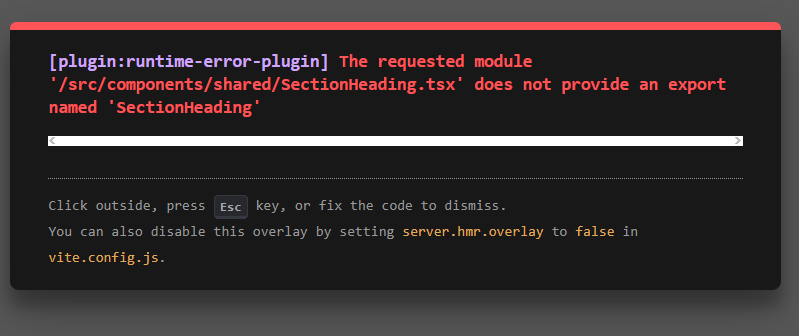 [plugin:runtime-error-plugin] The requested module
'/src/components/shared/SectionHeading.tsx' does not provide an export
named 'SectionHeading'
Click outside, press Esc key, or fix the code to dismiss.
You can also disable this overlay by setting server.hmr.overlay to false in
vite.config.js.